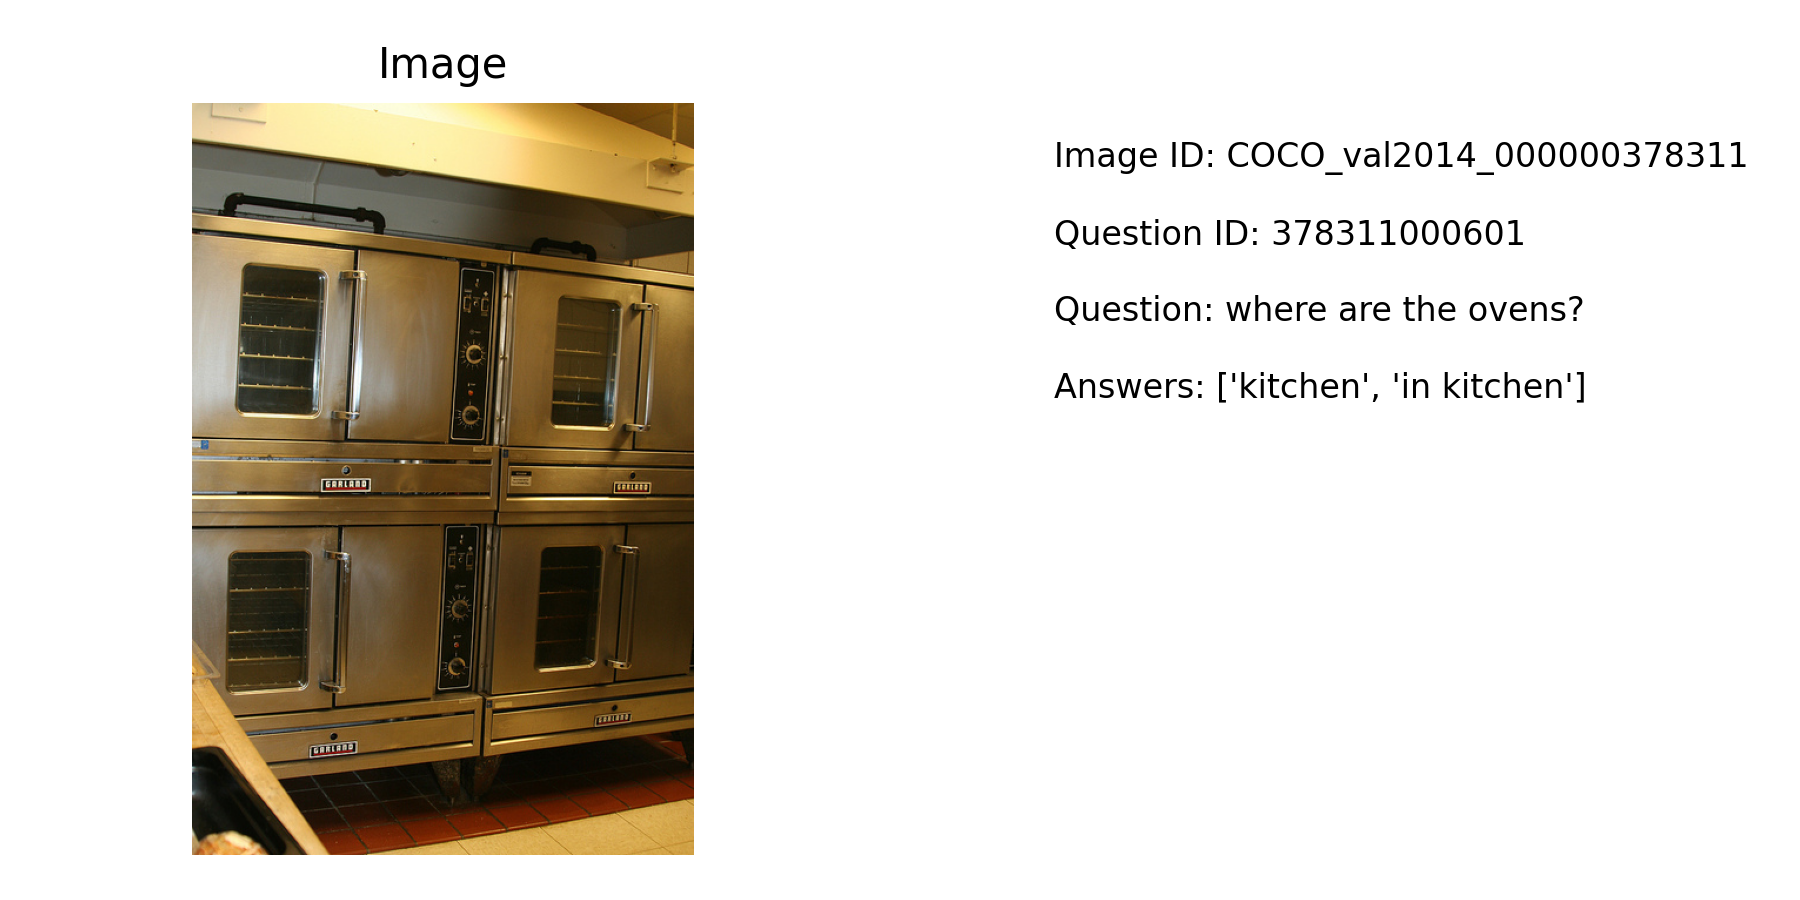 Image
Image ID: COCO_val2014_000000378311
Question ID: 378311000601
Question: where are the ovens?
Answers: ['kitchen', 'in kitchen']
GARLAND
GARLAND
GARLAND
GARLAND